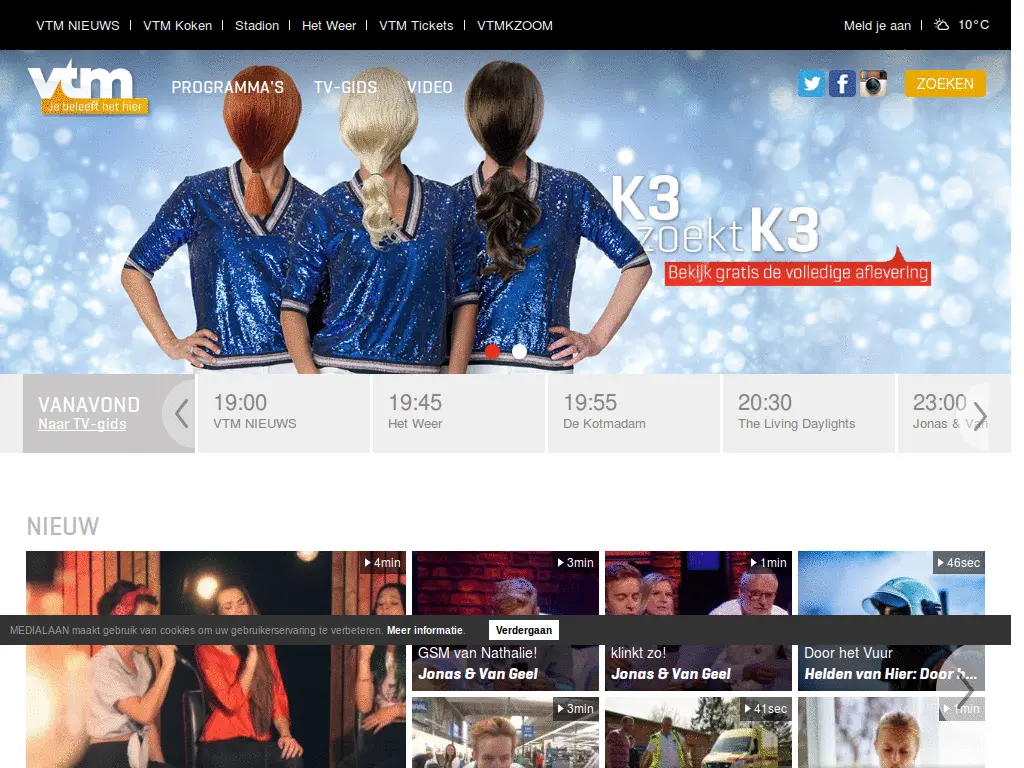 VTM NIEUWS
VTM Koken
Stadion
Het Weer
VTM Tickets
VTMKZOOM
Meld je aan
10°C
vtm
Je beleeft het hier
PROGRAMMA'S
TV-GIDS
VIDEO
ZOEKEN
K3
zoekt K3
Bekijk gratis de volledige aflevering
VANAVOND
Naar TV-gids
19:00
VTM NIEUWS
19:45
Het Weer
19:55
De Kotmadam
20:30
The Living Daylights
23:00
Jonas & Van
NIEUW
4min
3min
1min
46sec
MEDIALAAN maakt gebruik van cookies om uw gebruikerservaring te verbeteren. Meer informatie.
Verdergaan
GSM van Nathalie!
Jonas & Van Geel
klinkt zo!
Jonas & Van Geel
Door het Vuur
Helden van Hier: Door h...
3min
41sec
1min